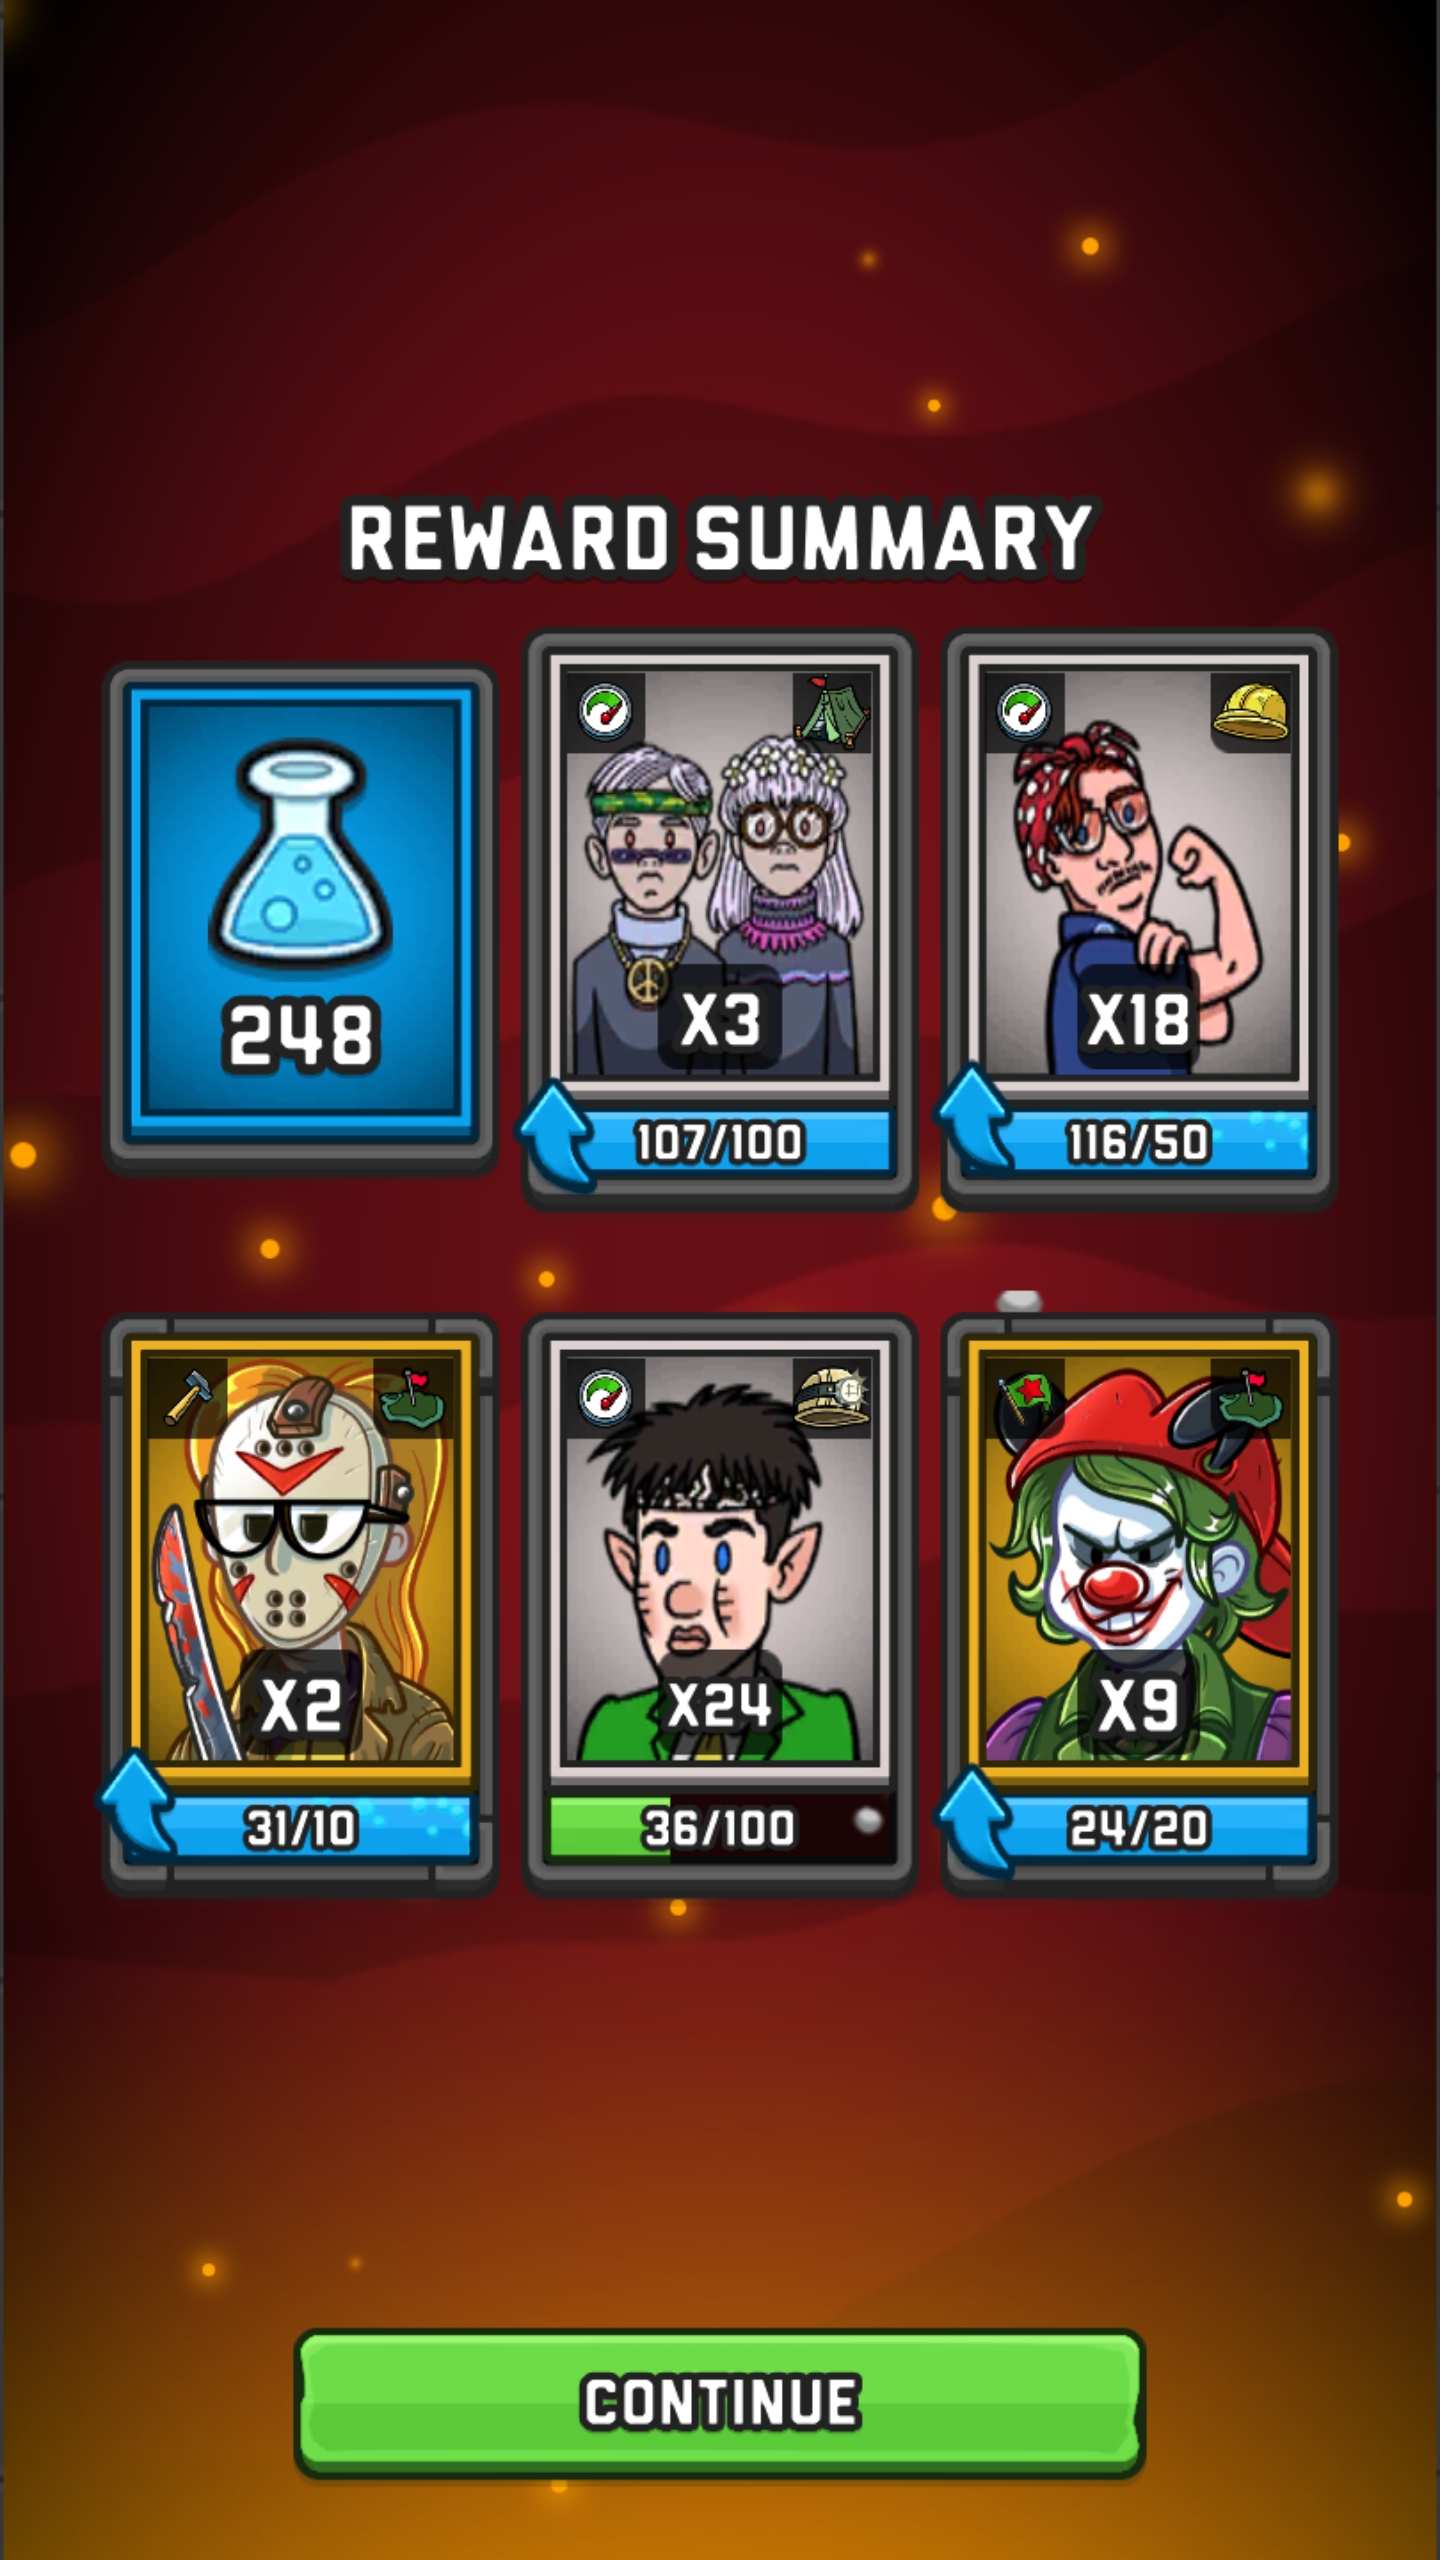 REWARD SUMMARY
248
X3
X18
107/100
116/50
X2
X24
X9
31/10
36/100
24/20
CONTINUE